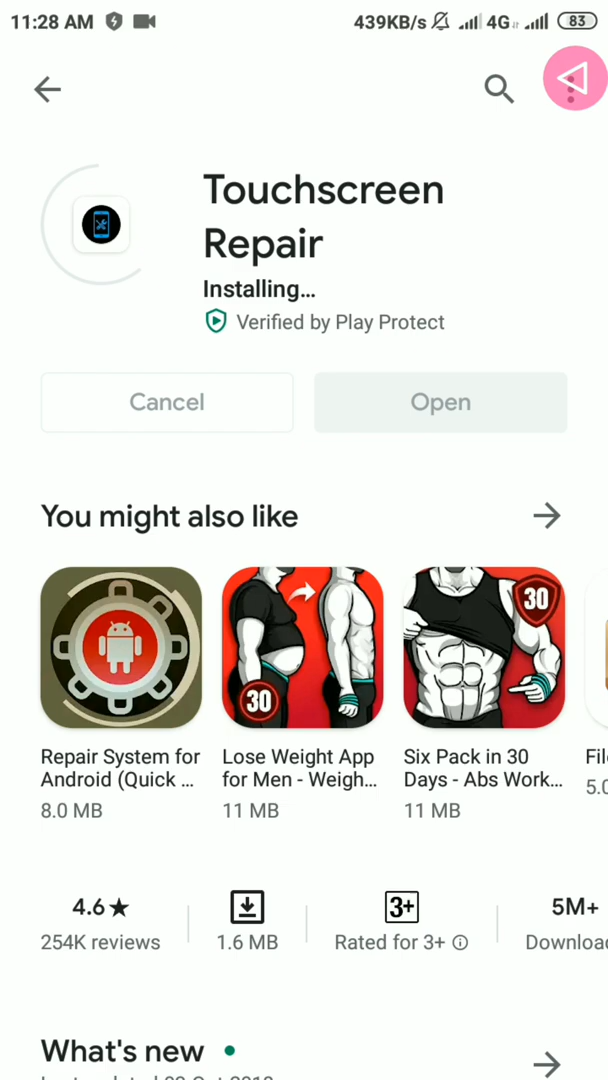 11:28 AM 439KB/s 4G 83
Touchscreen
Repair
Installing...
Verified by Play Protect
Cancel Open
You might also like
30 30
Repair System for Lose Weight App Six Pack in 30
Android (Quick ... for Men - Weigh... Days - Abs Work...
8.0 MB 11 MB 11 MB 5.0
4.6★ 3+ 5M+
254K reviews 1.6 MB Rated for 3+ Downloa
What's new